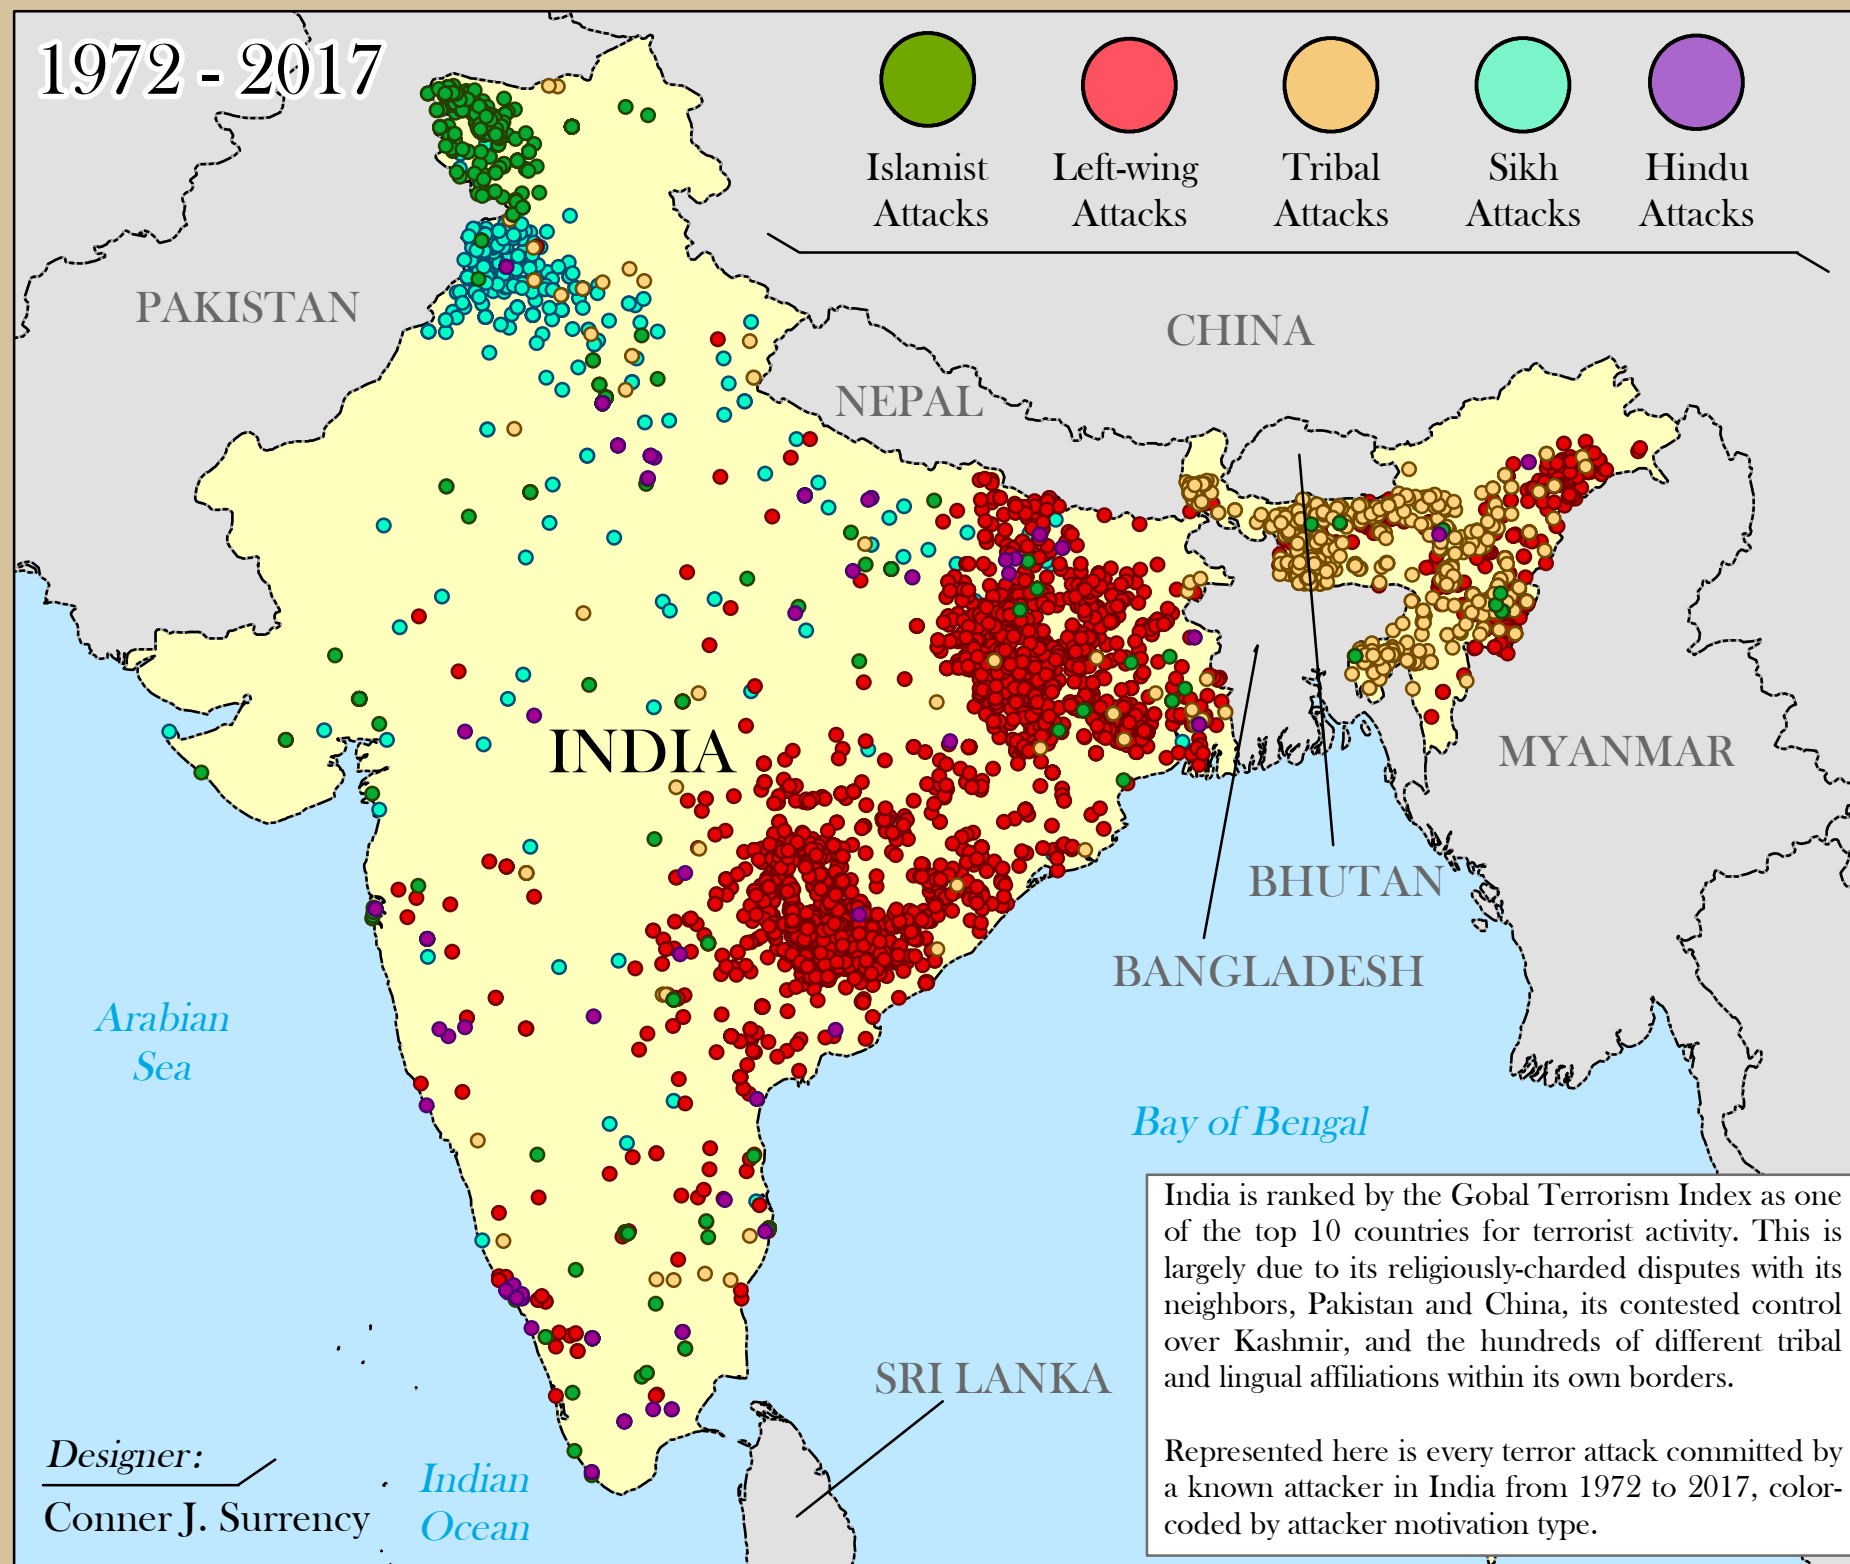 1972 - 2017
Islamist
Attacks
Left-wing
Attacks
Tribal
Attacks
Sikh
Attacks
Hindu
Attacks
PAKISTAN
CHINA
NEPAL
INDIA
MYANMAR
BHUTAN
BANGLADESH
Arabian
Sea
Bay of Bengal
SRI LANKA
India is ranked by the Gobal Terrorism Index as one
of the top 10 countries for terrorist activity. This is
largely due to its religiously-charded disputes with its
neighbors, Pakistan and China, its contested control
over Kashmir, and the hundreds of different tribal
and lingual affiliations within its own borders.
Represented here is every terror attack committed by
a known attacker in India from 1972 to 2017, color-
coded by attacker motivation type.
Designer:
Conner J. Surrency
Indian
Ocean